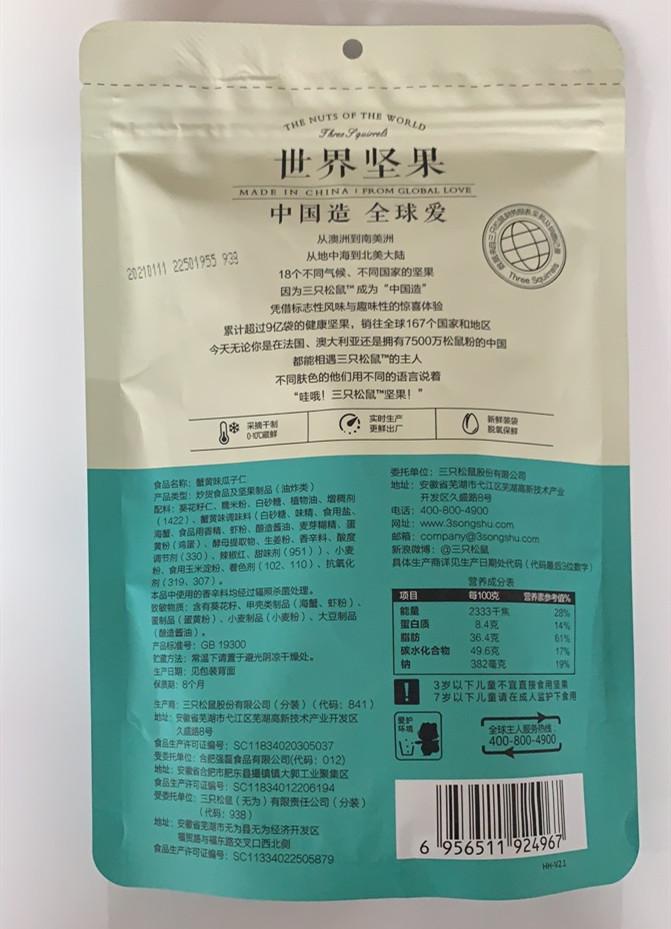 THE NUTS OF THE WORLD
Three Squirrels
世界坚果
MADE IN CHINA | FROM GLOBAL LOVE
中国造 全球爱
从澳洲到南美洲
从地中海到北美大陆
18个不同气候、不同国家的坚果
因为三只松鼠™成为“中国造”
凭借标志性风味与趣味性的惊喜体验
累计超过9亿袋的健康坚果，销往全球167个国家和地区
今天无论你是在法国、澳大利亚还是拥有7500万松鼠粉的中国
都能相遇三只松鼠™的主人
不同肤色的他们用不同的语言说着
“哇哦！三只松鼠™坚果！”
20210111 22501955 938
Three Squirrels
采摘干制
0-10℃藏鲜
实时生产
更鲜出厂
新鲜装袋
脱氧保鲜
食品名称：蟹黄味瓜子仁
产品类型：炒货食品及坚果制品（油炸类）
配料：葵花籽仁、糯米粉、白砂糖、植物油、增稠剂
（1422）、蟹黄味调味料（白砂糖、味精、食用盐、
海蟹、食品用香精、虾粉、酿造酱油、麦芽糊精、蛋
黄粉（鸡蛋）、酵母提取物、生姜粉、香辛料、酸度
调节剂（330）、辣椒红、甜味剂（951））、小麦
粉、食用玉米淀粉、着色剂（102、110）、抗氧化
剂（319、307）。
本品中使用的香辛料均经过辐照杀菌处理。
致敏物质：含有葵花籽、甲壳类制品（海蟹、虾粉）、
蛋制品（蛋黄粉）、小麦制品（小麦粉）、大豆制品
（酿造酱油）。
产品标准号：GB 19300
贮藏方法：常温下请置于避光阴凉干燥处。
生产日期：见包装背面
保质期：8个月
生产商：三只松鼠股份有限公司（分装）（代码：841）
地址：安徽省芜湖市弋江区芜湖高新技术产业开发区
久盛路8号
食品生产许可证编号：SC11834020305037
受委托单位：合肥强磊食品有限公司(代码：012)
地址：安徽省合肥市肥东县撮镇镇大郭工业聚集区
食品生产许可证编号：SC11834012206194
受委托单位：三只松鼠（无为）有限责任公司（分装）
（代码：938）
地址：安徽省芜湖市无为县无为经济开发区
福贸路与福东路交叉口西北侧
食品生产许可证编号：SC11334022505879
委托单位：三只松鼠股份有限公司
地址：安徽省芜湖市弋江区芜湖高新技术产业
开发区久盛路8号
电话：400-800-4900
网址：www.3songshu.com
邮箱：company@3songshu.com
新浪微博：@三只松鼠
具体生产商详见生产日期处代码（代码最后3位数字）
营养成分表
项目 每100克 营养素参考值%
能量 2333千焦 28%
蛋白质 8.4克 14%
脂肪 36.4克 61%
碳水化合物 49.6克 17%
钠 382毫克 19%
3岁以下儿童不宜直接食用坚果
7岁以下儿童请在成人监护下食用
爱护
环境
全球主人服务热线：
400-800-4900
6 956511 924967
HH-V2.1